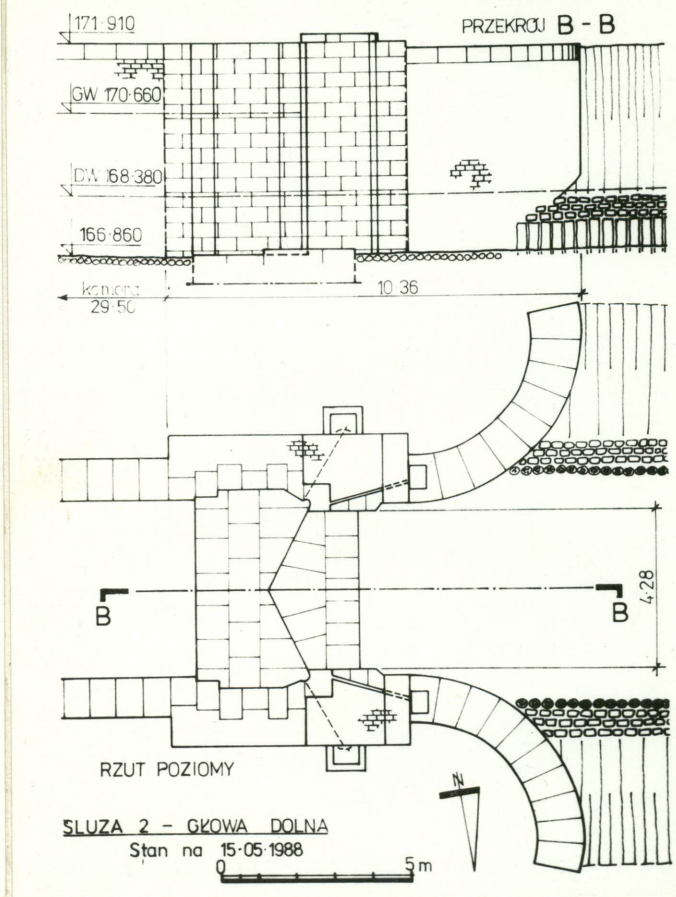 171·910
PRZEKRÓJ B - B
GW 170·660
DW 168·380
166·860
komora
29·50
10·36
4·28
B
B
RZUT POZIOMY
N
ŚLUZA 2 - GŁOWA DOLNA
Stan na 15·05·1988
0 5 m